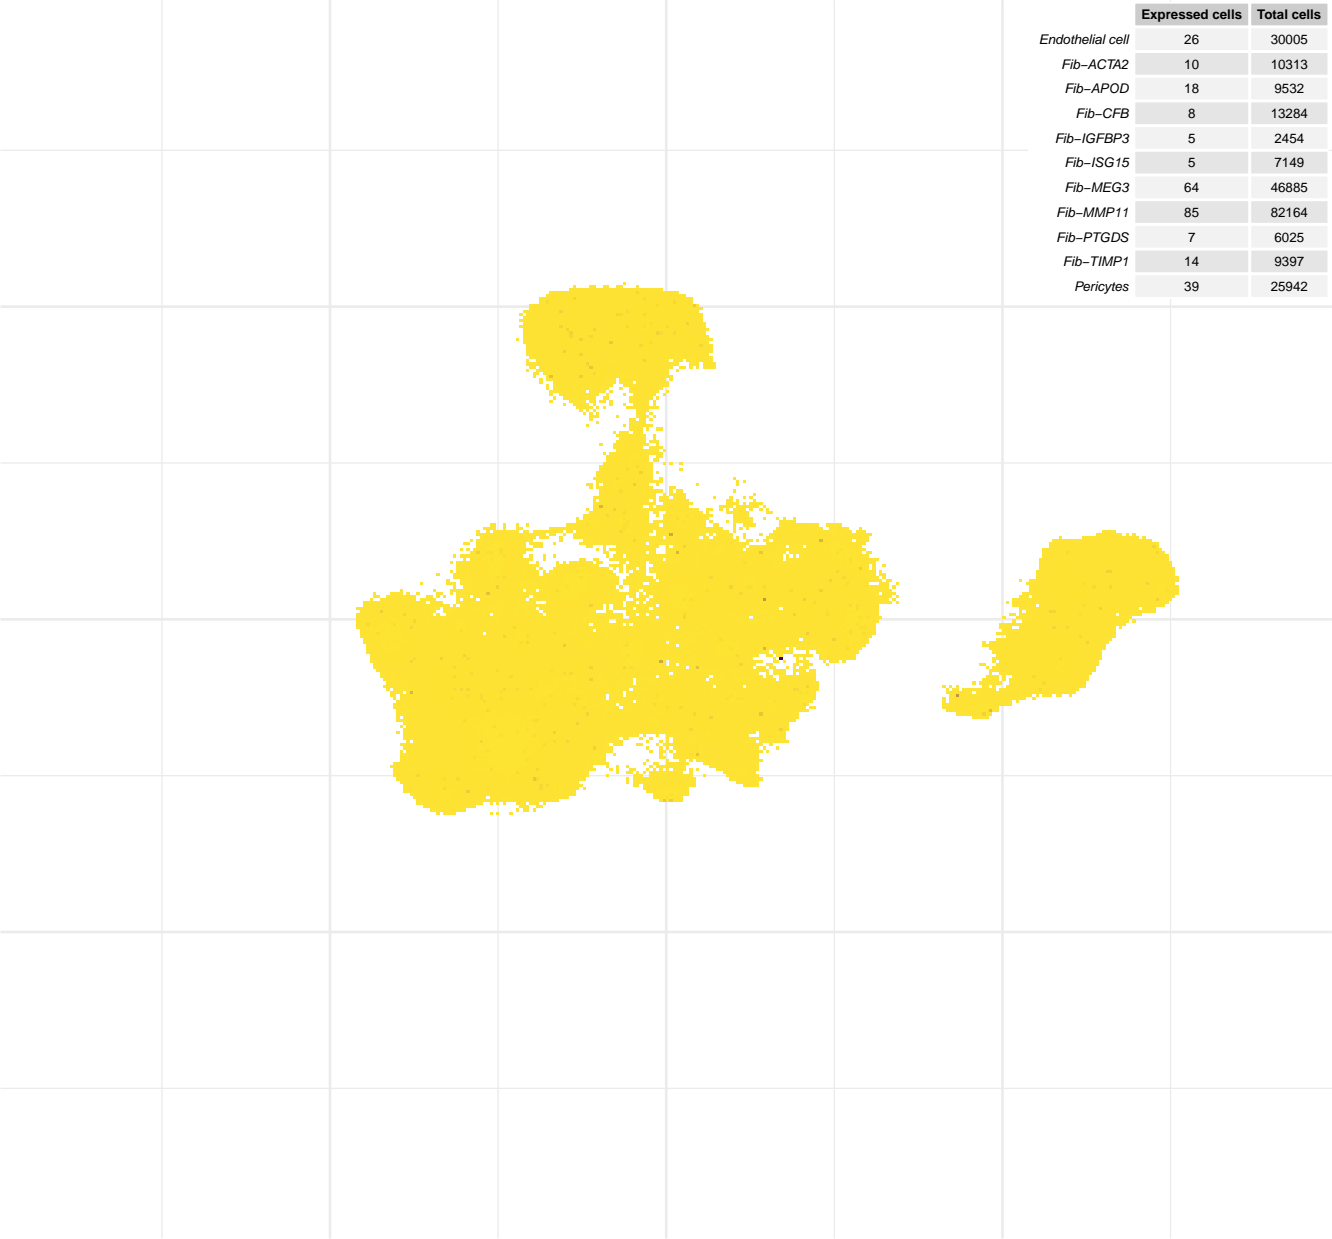 Expressed cells Total cells
Endothelial cell 26 30005
Fib−ACTA2 10 10313
Fib−APOD 18 9532
Fib−CFB 8 13284
Fib−IGFBP3 5 2454
Fib−ISG15 5 7149
Fib−MEG3 64 46885
Fib−MMP11 85 82164
Fib−PTGDS 7 6025
Fib−TIMP1 14 9397
Pericytes 39 25942